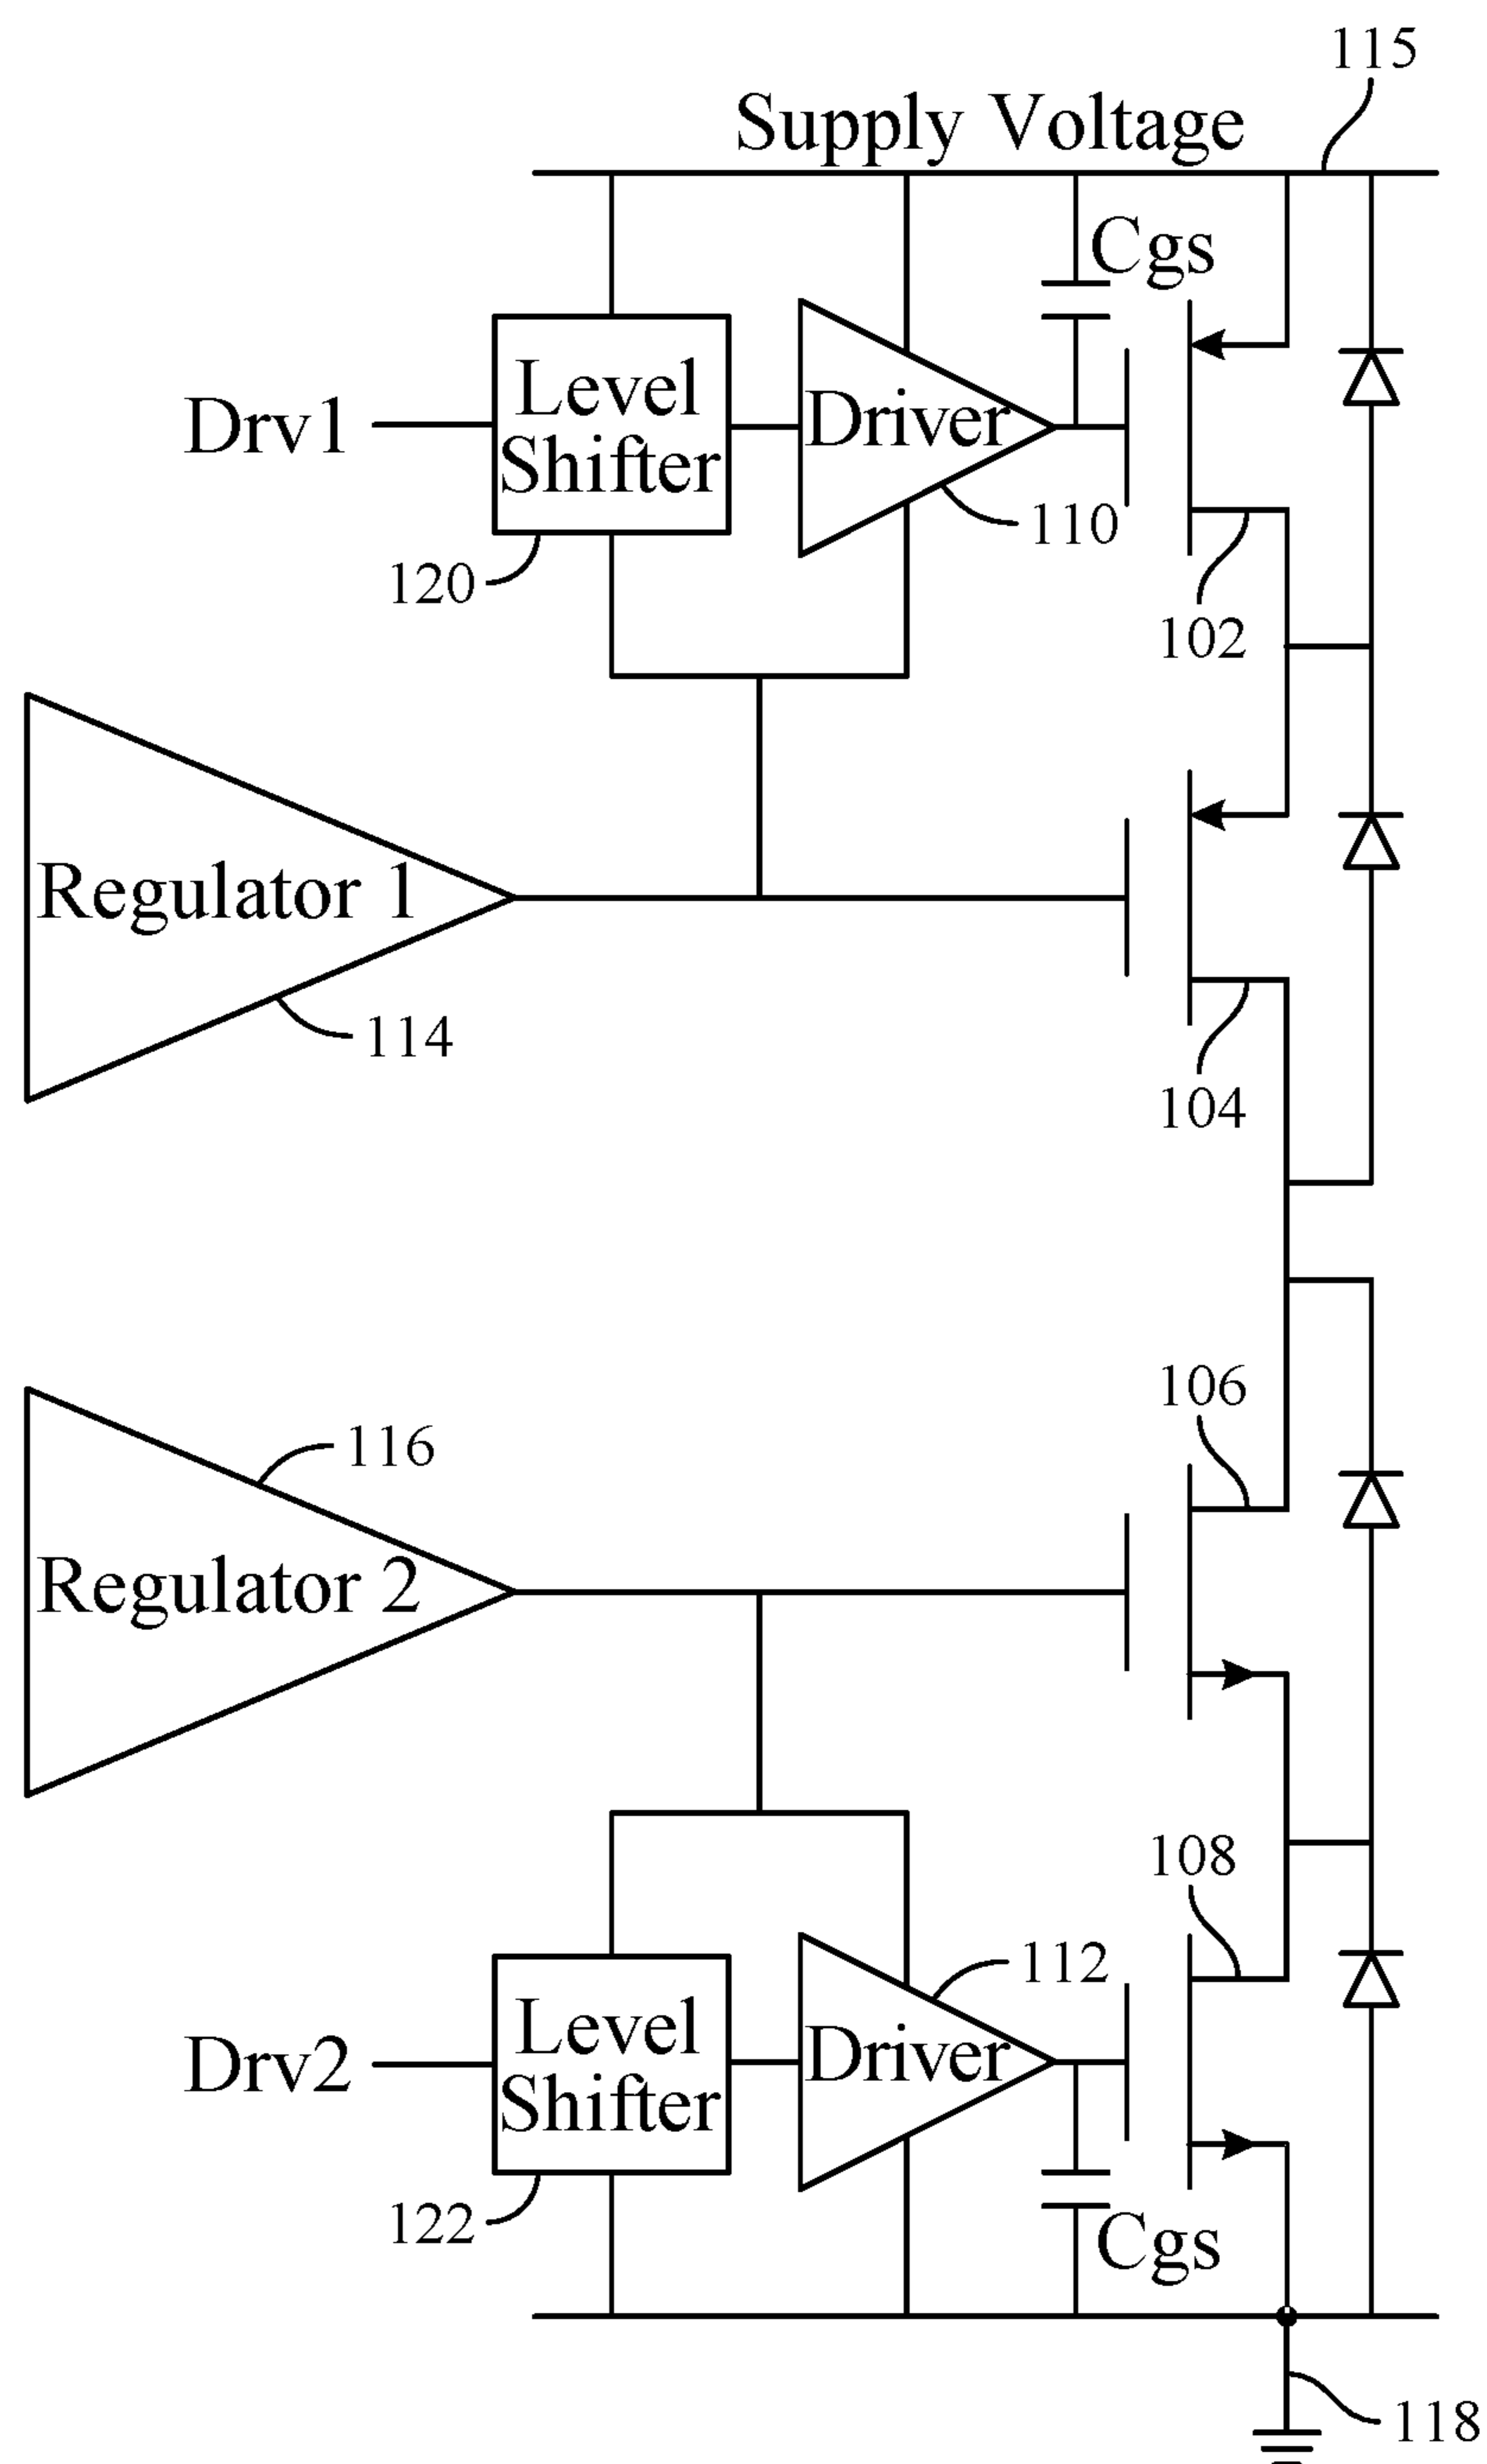 115
Supply Voltage
Cgs
Level
Shifter
Driver
Drv1
110
120
102
Regulator 1
114
104
106
116
Regulator 2
108
112
Level
Shifter
Driver
Drv2
122
Cgs
118